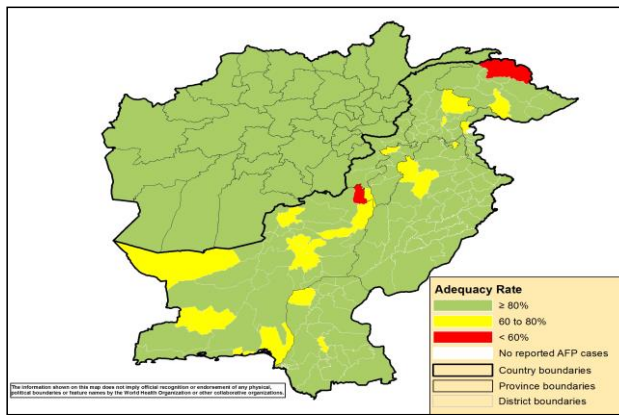 Adequacy Rate
≥ 80%
60 to 80%
< 60%
No reported AFP cases
Country boundaries
Province boundaries
District boundaries
The information shown on this map does not imply official recognition or endorsement of any physical,
political boundaries or feature names by the World Health Organization or other collaborative organizations.